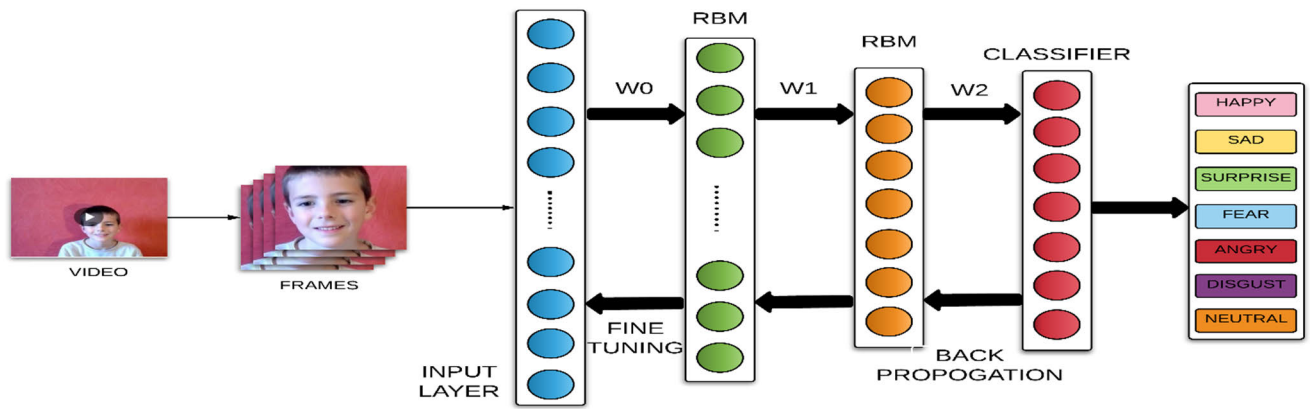 VIDEO
FRAMES
INPUT
LAYER
W0
FINE
TUNING
RBM
W1
RBM
W2
BACK
PROPOGATION
CLASSIFIER
HAPPY
SAD
SURPRISE
FEAR
ANGRY
DISGUST
NEUTRAL